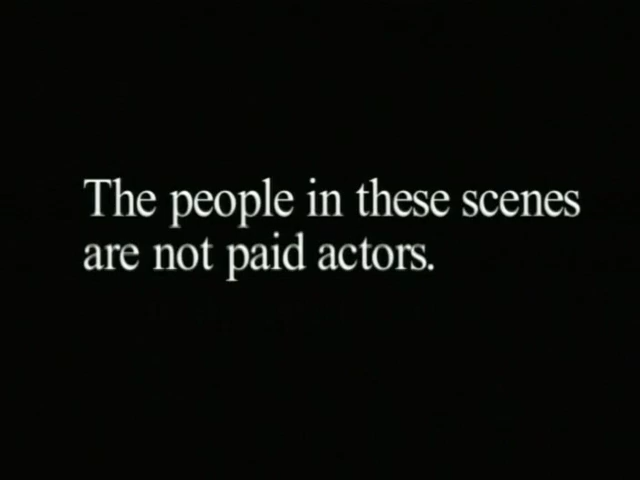 The people in these scenes
are not paid actors.